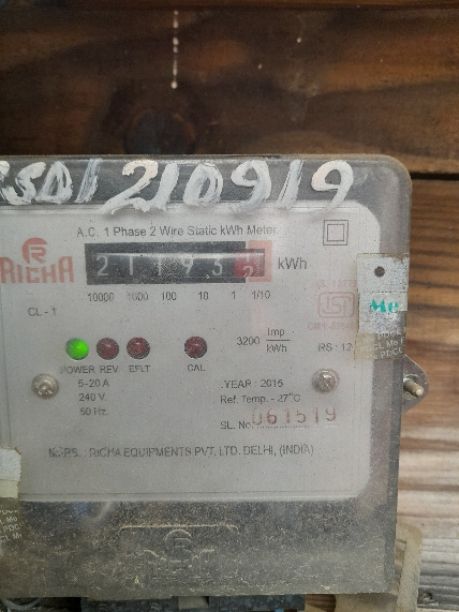 210919
A.C. 1 Phase 2 Wire Static kWh Meter
RICHA
21193 kWh
10000 1000 100 10 1 1/10
CL - 1
3200 Imp/kWh
POWER REV E/FLT CAL
5-20 A
240 V.
50 Hz.
YEAR : 2015
Ref. Temp. - 27°C
SL. No. 061519
MFRS. : RICHA EQUIPMENTS PVT. LTD. DELHI, (INDIA)